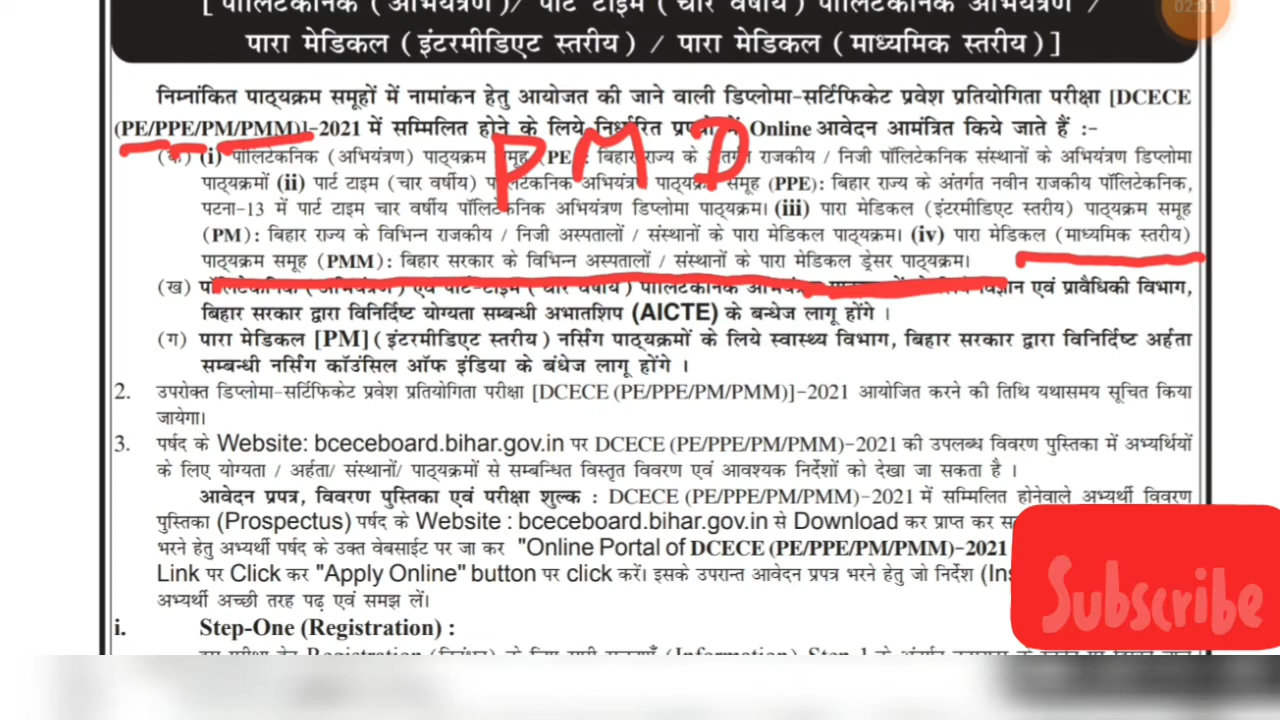 [ पॉलिटेकनिक ( अभियंत्रण ) / पार्ट टाइम ( चार वर्षीय ) पॉलिटेकनिक अभियंत्रण /
02:01
पारा मेडिकल ( इंटरमीडिएट स्तरीय ) / पारा मेडिकल ( माध्यमिक स्तरीय ) ]
निम्नांकित पाठ्यक्रम समूहों में नामांकन हेतु आयोजत की जाने वाली डिप्लोमा-सर्टिफिकेट प्रवेश प्रतियोगिता परीक्षा [DCECE
(PE/PPE/PM/PMM)]-2021 में सम्मिलित होने के लिये निर्धारित प्रपत्रों में Online आवेदन आमंत्रित किये जाते हैं :-
PMD
(क) (i) पॉलिटेकनिक (अभियंत्रण) पाठ्यक्रम समूह (PE): बिहार राज्य के अंतर्गत राजकीय / निजी पॉलिटेकनिक संस्थानों के अभियंत्रण डिप्लोमा
पाठ्यक्रमों (ii) पार्ट टाइम (चार वर्षीय) पॉलिटेकनिक अभियंत्रण पाठ्यक्रम समूह (PPE): बिहार राज्य के अंतर्गत नवीन राजकीय पॉलिटेकनिक,
पटना-13 में पार्ट टाइम चार वर्षीय पॉलिटेकनिक अभियंत्रण डिप्लोमा पाठ्यक्रम। (iii) पारा मेडिकल (इंटरमीडिएट स्तरीय) पाठ्यक्रम समूह
(PM): बिहार राज्य के विभिन्न राजकीय / निजी अस्पतालों / संस्थानों के पारा मेडिकल पाठ्यक्रम। (iv) पारा मेडिकल (माध्यमिक स्तरीय)
पाठ्यक्रम समूह (PMM): बिहार सरकार के विभिन्न अस्पतालों / संस्थानों के पारा मेडिकल ड्रेसर पाठ्यक्रम।
(ख) पॉलिटेकनिक (अभियंत्रण) एवं पार्ट-टाइम (चार वर्षीय) पॉलिटेकनिक अभियंत्रण विज्ञान एवं प्रावैधिकी विभाग,
बिहार सरकार द्वारा विनिर्दिष्ट योग्यता सम्बन्धी अभातशिप (AICTE) के बन्धेज लागू होंगे ।
(ग) पारा मेडिकल [PM] (इंटरमीडिएट स्तरीय) नर्सिंग पाठ्यक्रमों के लिये स्वास्थ्य विभाग, बिहार सरकार द्वारा विनिर्दिष्ट अर्हता
सम्बन्धी नर्सिंग कॉउंसिल ऑफ इंडिया के बंधेज लागू होंगे ।
2. उपरोक्त डिप्लोमा-सर्टिफिकेट प्रवेश प्रतियोगिता परीक्षा [DCECE (PE/PPE/PM/PMM)]-2021 आयोजित करने की तिथि यथासमय सूचित किया
जायेगा।
3. पर्षद के Website: bceceboard.bihar.gov.in पर DCECE (PE/PPE/PM/PMM)-2021 की उपलब्ध विवरण पुस्तिका में अभ्यर्थियों
के लिए योग्यता / अर्हता/ संस्थानों/ पाठ्यक्रमों से सम्बन्धित विस्तृत विवरण एवं आवश्यक निर्देशों को देखा जा सकता है ।
आवेदन प्रपत्र, विवरण पुस्तिका एवं परीक्षा शुल्क : DCECE (PE/PPE/PM/PMM)-2021 में सम्मिलित होनेवाले अभ्यर्थी विवरण
पुस्तिका (Prospectus) पर्षद के Website : bceceboard.bihar.gov.in से Download कर प्राप्त कर
भरने हेतु अभ्यर्थी पर्षद के उक्त वेबसाईट पर जा कर "Online Portal of DCECE (PE/PPE/PM/PMM)-2021
Link पर Click कर "Apply Online" button पर click करें। इसके उपरान्त आवेदन प्रपत्र भरने हेतु जो निर्देश (Ins
अभ्यर्थी अच्छी तरह पढ़ एवं समझ लें।
Subscribe
i. Step-One (Registration) :